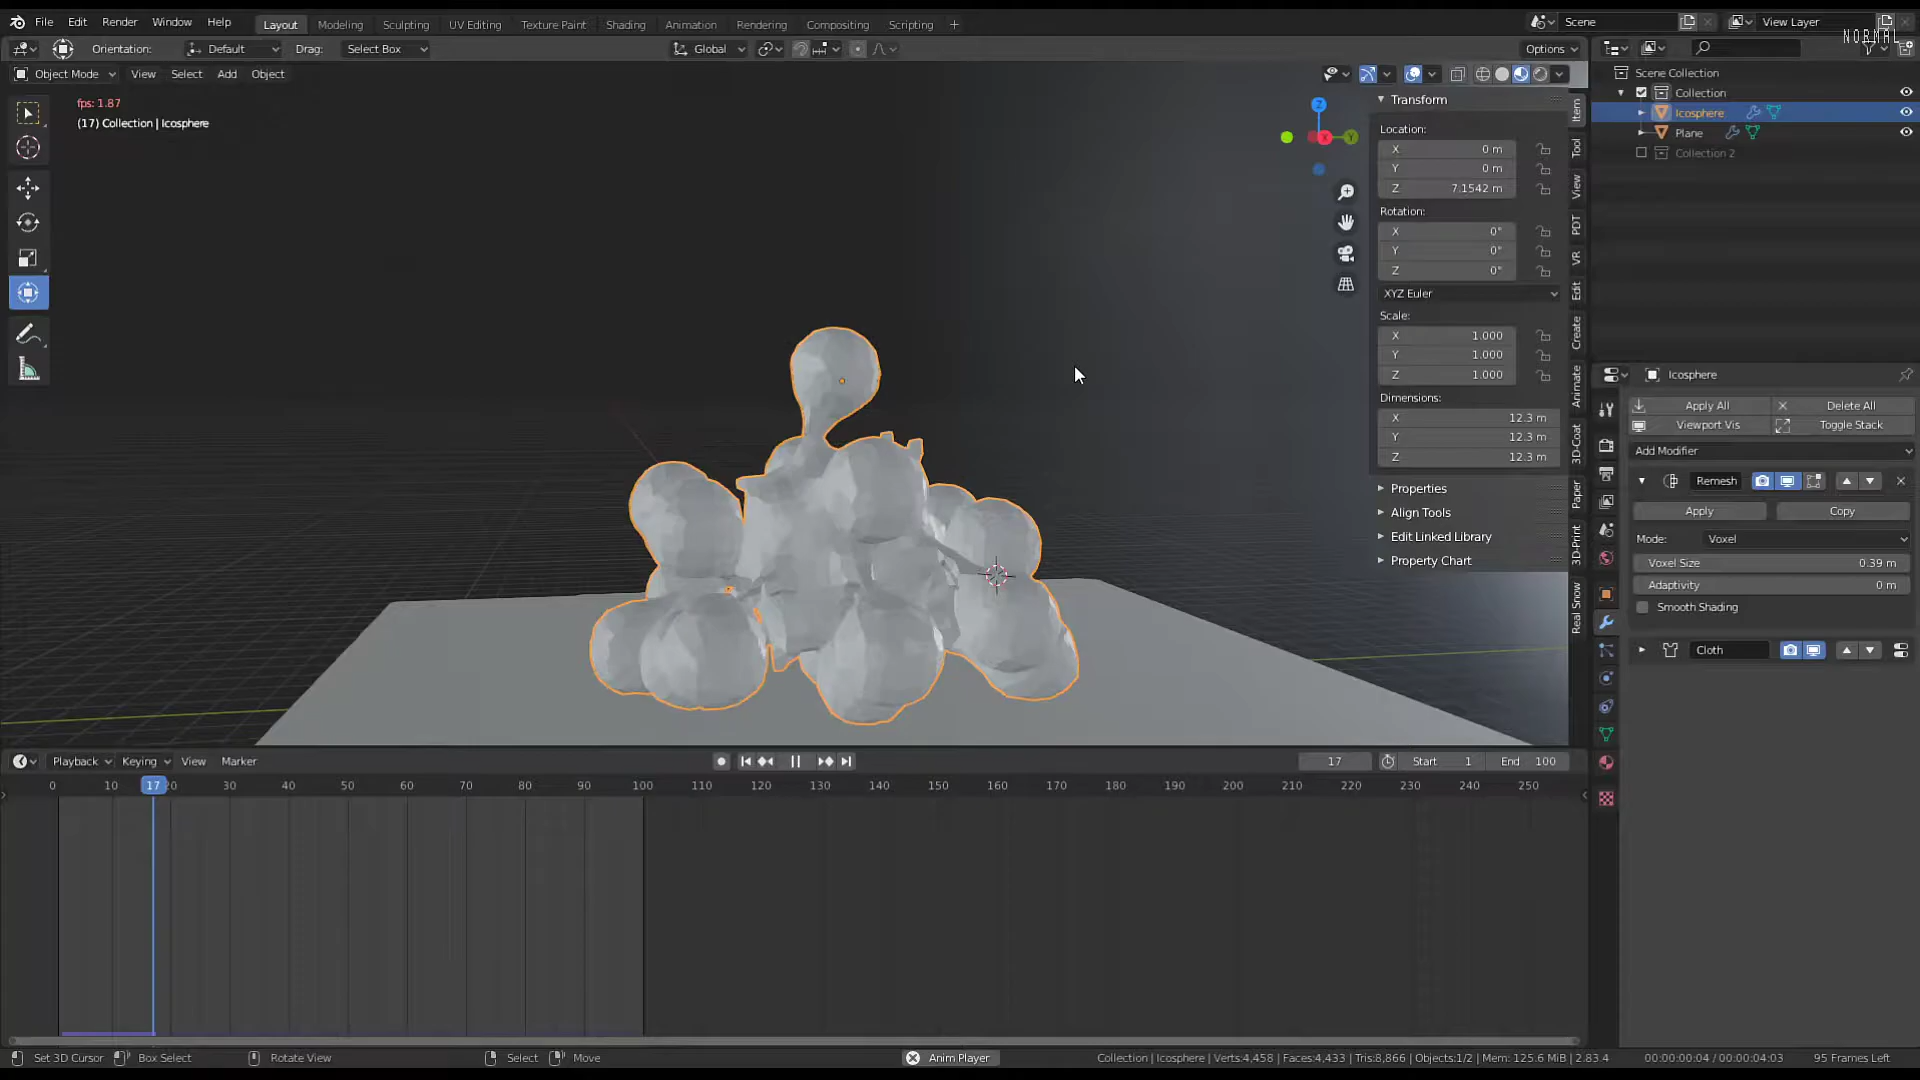 File Edit Render Window Help Layout Modeling Sculpting UV Editing Texture Paint Shading Animation Rendering Compositing Scripting + Scene View Layer
NORMAL
Orientation: Default Drag: Select Box Global Options
Object Mode View Select Add Object
Scene Collection
Collection
Icosphere
Plane
Collection 2
fps: 1.87
(17) Collection | Icosphere
Z
X
Y
Transform
Location:
X 0 m
Y 0 m
Z 7.1542 m
Rotation:
X 0°
Y 0°
Z 0°
XYZ Euler
Scale:
X 1.000
Y 1.000
Z 1.000
Dimensions:
X 12.3 m
Y 12.3 m
Z 12.3 m
Properties
Align Tools
Edit Linked Library
Property Chart
Item
Tool
View
PDT
VR
Edit
Create
Animate
3D-Coat
Paper
3D-Print
Real Snow
Icosphere
Apply All Delete All
Viewport Vis Toggle Stack
Add Modifier
Remesh
Apply Copy
Mode: Voxel
Voxel Size 0.39 m
Adaptivity 0 m
Smooth Shading
Cloth
Playback Keying View Marker 17 Start 1 End 100
0 10 17 20 30 40 50 60 70 80 90 100 110 120 130 140 150 160 170 180 190 200 210 220 230 240 250
Set 3D Cursor Box Select Rotate View Select Move Anim Player Collection | Icosphere | Verts:4,458 | Faces:4,433 | Tris:8,866 | Objects:1/2 | Mem: 125.6 MiB | 2.83.4 00:00:00:04 / 00:00:04:03 95 Frames Left